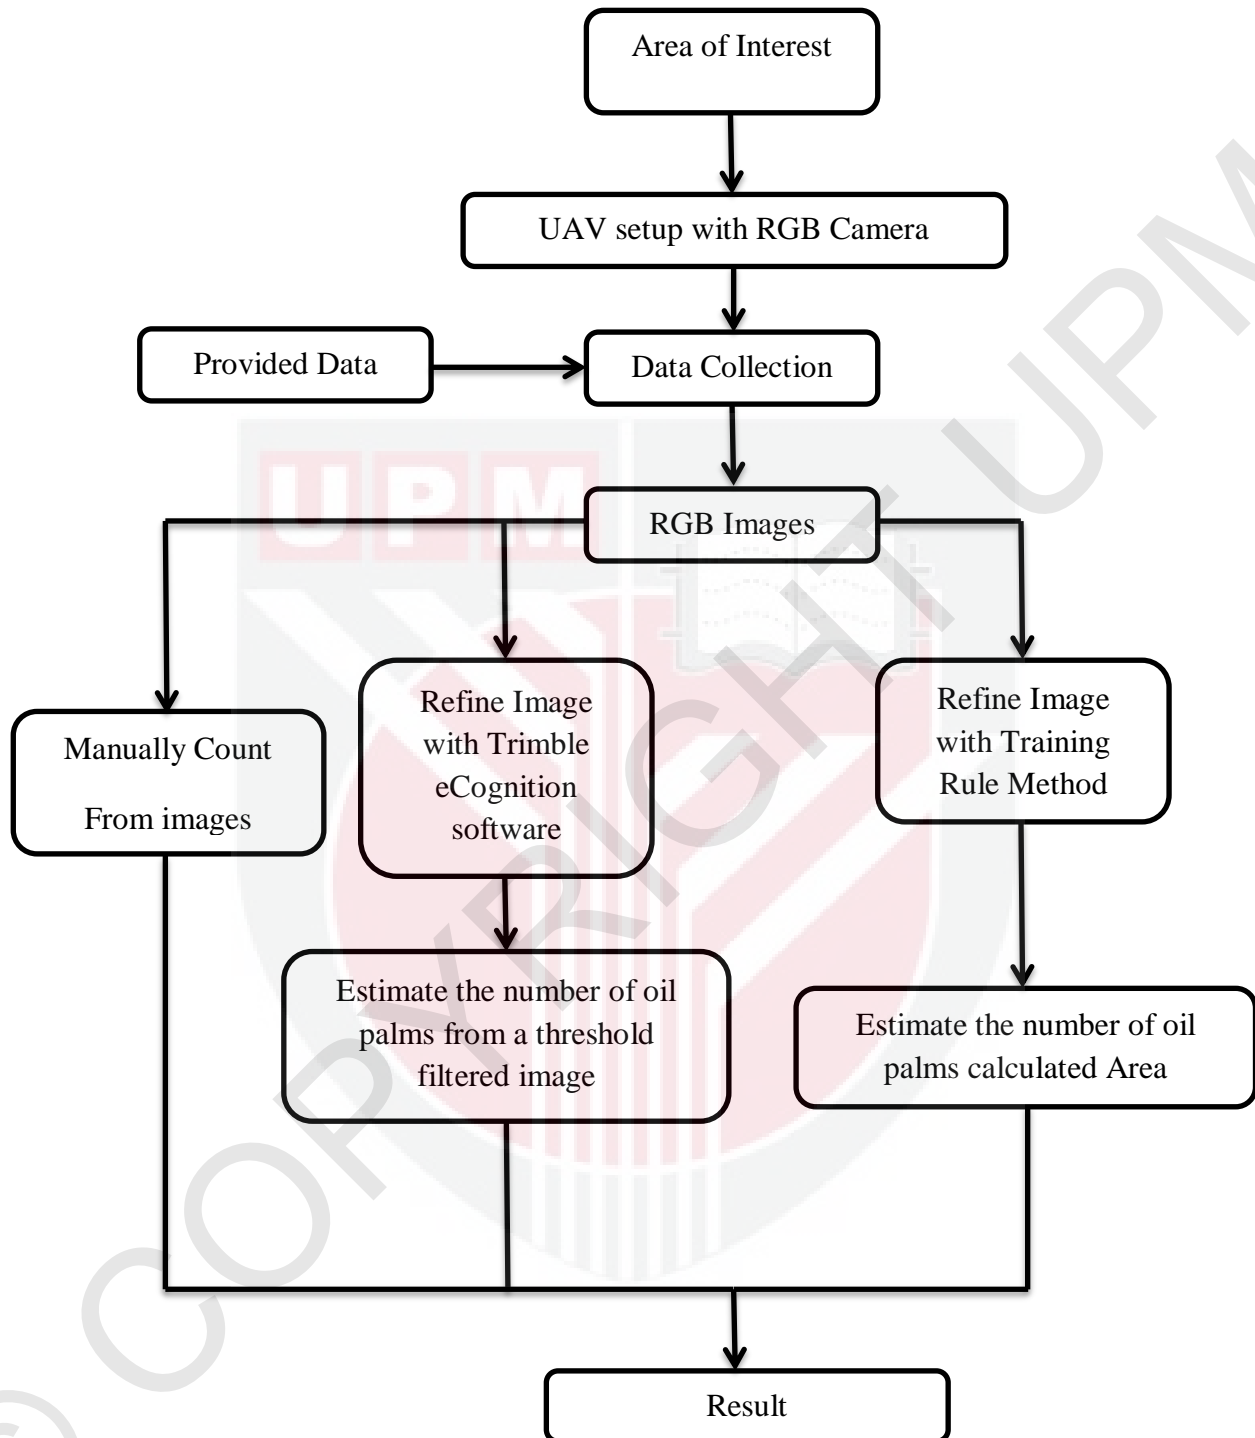 Area of Interest
UAV setup with RGB Camera
Provided Data
Data Collection
UPM
RGB Images
Manually Count
From images
Refine Image
with Trimble
eCognition
software
Refine Image
with Training
Rule Method
Estimate the number of oil
palms from a threshold
filtered image
Estimate the number of oil
palms calculated Area
Result
© COPYRIGHT UPM